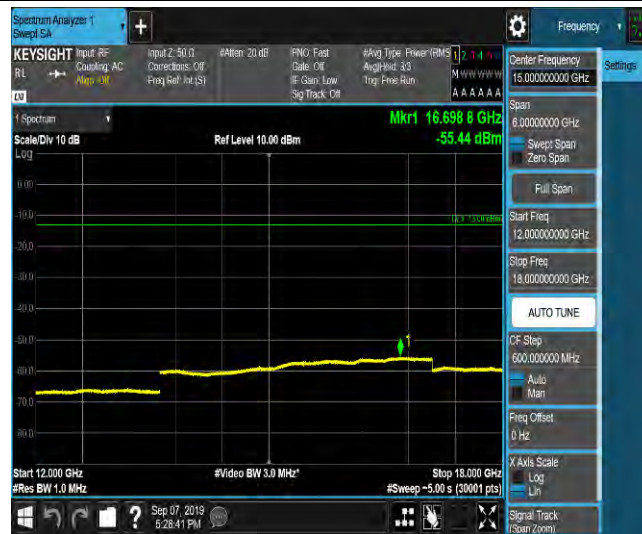 Spectrum Analyzer 1
Swept SA
+
Frequency
KEYSIGHT
Input: RF
Coupling: AC
Align: Off
Input Z: 50 Ω
Corrections: Off
Freq Ref: Int (S)
#Atten: 20 dB
PNO: Fast
Gate: Off
IF Gain: Low
Sig Track: Off
#Avg Type: Power (RMS
Avg|Hold: 3/3
Trig: Free Run
1 2 3 4 5 6
M W W W W W
A A A A A A
RL
LW
1 Spectrum
Scale/Div 10 dB
Log
Ref Level 10.00 dBm
Mkr1 16.698 8 GHz
-55.44 dBm
0.00
-10.0
-20.0
-30.0
-40.0
-50.0
-60.0
-70.0
-80.0
1
Start 12.000 GHz
#Res BW 1.0 MHz
#Video BW 3.0 MHz*
Stop 18.000 GHz
#Sweep ~5.00 s (30001 pts)
Sep 07, 2019
5:28:41 PM
Center Frequency
15.000000000 GHz
Settings
Span
6.00000000 GHz
Swept Span
Zero Span
Full Span
Start Freq
12.000000000 GHz
Stop Freq
18.000000000 GHz
AUTO TUNE
CF Step
600.000000 MHz
Auto
Man
Freq Offset
0 Hz
X Axis Scale
Log
Lin
Signal Track
(Span Zoom)